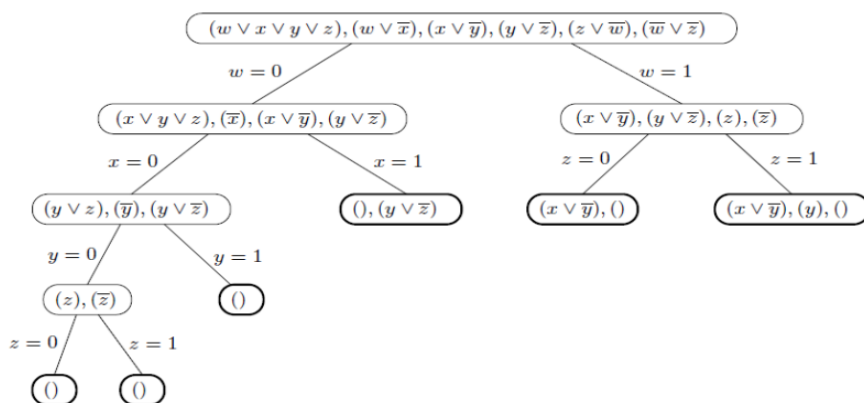 (w ∨ x ∨ y ∨ z), (w ∨ x̅), (x ∨ y̅), (y ∨ z̅), (z ∨ w̅), (w̅ ∨ z̅)
w = 0
w = 1
(x ∨ y ∨ z), (x̅), (x ∨ y̅), (y ∨ z̅)
(x ∨ y̅), (y ∨ z̅), (z), (z̅)
x = 0
x = 1
z = 0
z = 1
(y ∨ z), (y̅), (y ∨ z̅)
(), (y ∨ z̅)
(x ∨ y̅), ()
(x ∨ y̅), (y), ()
y = 0
y = 1
(z), (z̅)
()
z = 0
z = 1
()
()